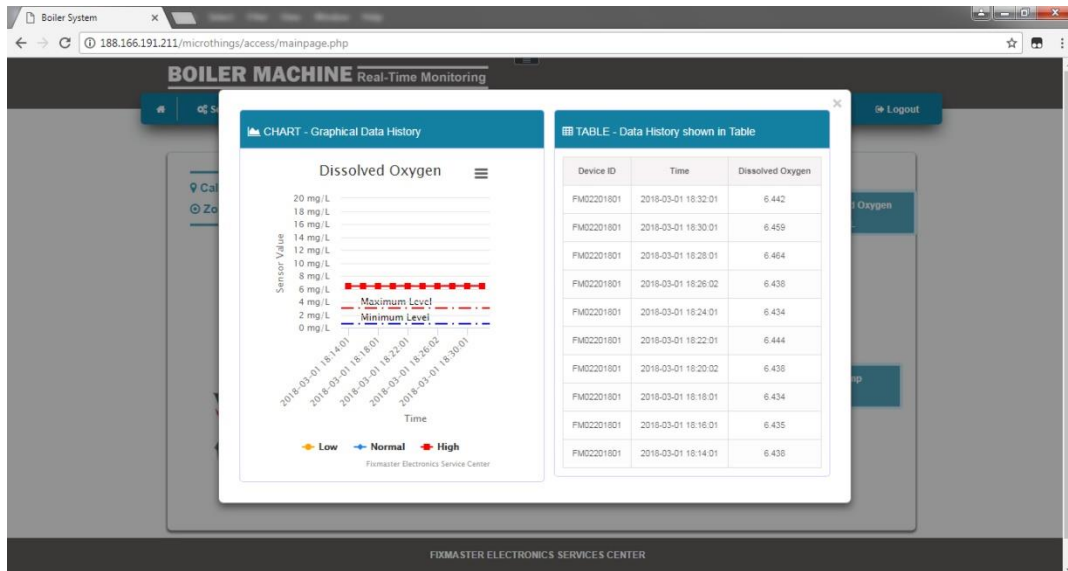 Boiler System
188.166.191.211/microthings/access/mainpage.php
BOILER MACHINE Real-Time Monitoring
Logout
CHART - Graphical Data History
Dissolved Oxygen
20 mg/L
18 mg/L
16 mg/L
14 mg/L
12 mg/L
10 mg/L
8 mg/L
6 mg/L
4 mg/L
2 mg/L
0 mg/L
Sensor Value
Maximum Level
Minimum Level
2018-03-01 18:14:01
2018-03-01 18:18:01
2018-03-01 18:22:01
2018-03-01 18:26:02
2018-03-01 18:30:01
Time
Low Normal High
Fixmaster Electronics Service Center
TABLE - Data History shown in Table
Device ID Time Dissolved Oxygen
FM02201801 2018-03-01 18:32:01 6.442
FM02201801 2018-03-01 18:30:01 6.459
FM02201801 2018-03-01 18:28:01 6.464
FM02201801 2018-03-01 18:26:02 6.438
FM02201801 2018-03-01 18:24:01 6.434
FM02201801 2018-03-01 18:22:01 6.444
FM02201801 2018-03-01 18:20:02 6.438
FM02201801 2018-03-01 18:18:01 6.434
FM02201801 2018-03-01 18:16:01 6.435
FM02201801 2018-03-01 18:14:01 6.438
Oxygen
FIXMASTER ELECTRONICS SERVICES CENTER